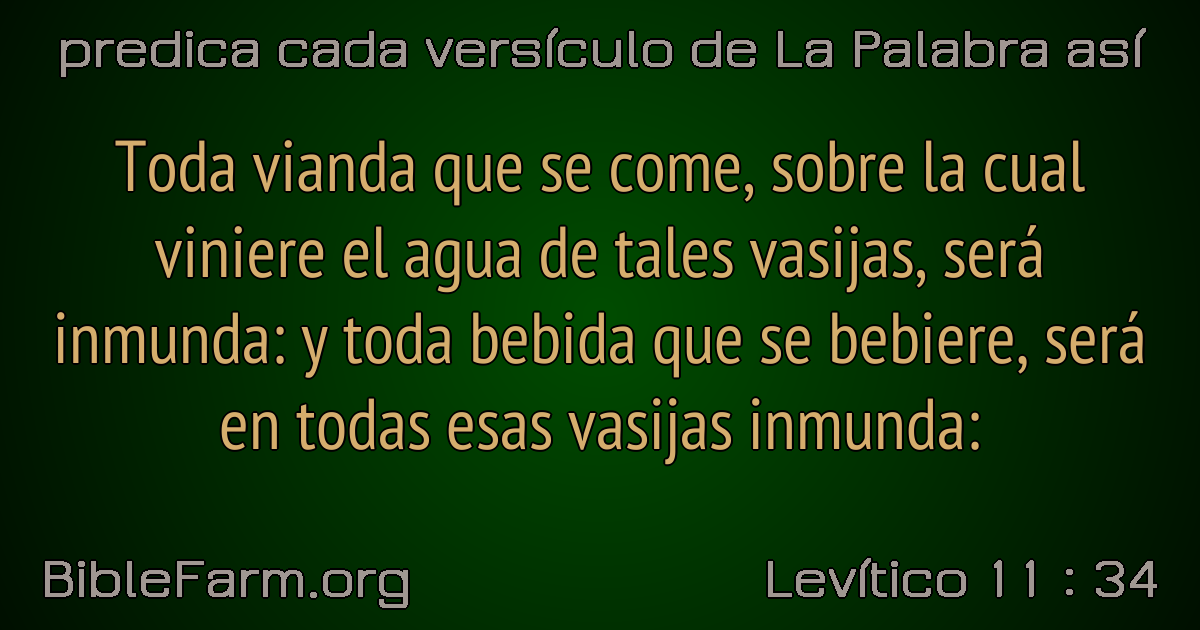 predica cada versículo de La Palabra así
Toda vianda que se come, sobre la cual
viniere el agua de tales vasijas, será
inmunda: y toda bebida que se bebiere, será
en todas esas vasijas inmunda:
BibleFarm.org
Levítico 11 : 34